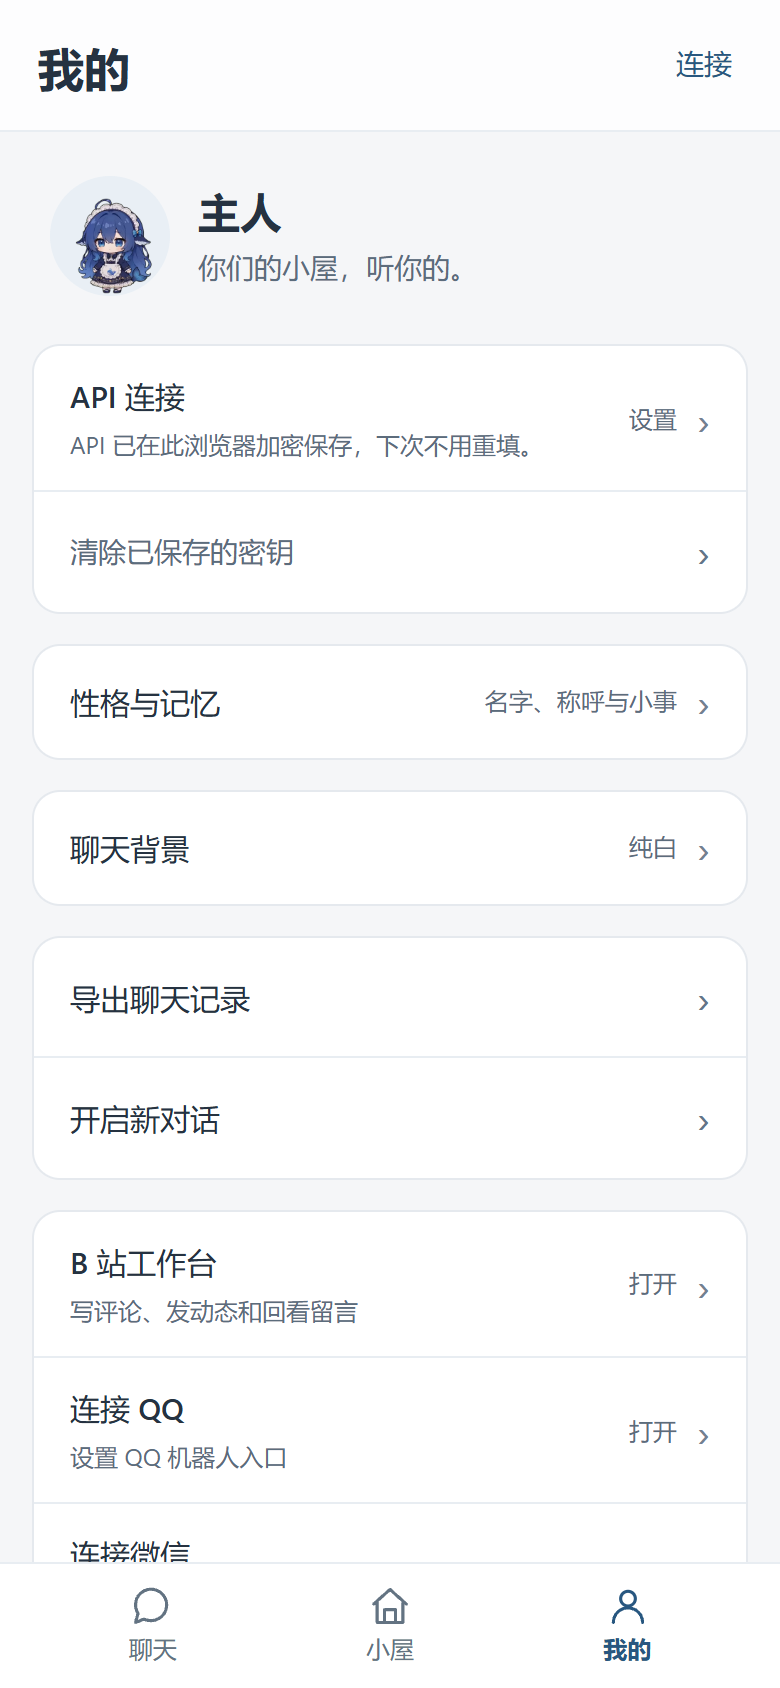 我的
连接
主人
你们的小屋，听你的。
API 连接
API 已在此浏览器加密保存，下次不用重填。
设置
清除已保存的密钥
性格与记忆
名字、称呼与小事
聊天背景
纯白
导出聊天记录
开启新对话
B 站工作台
写评论、发动态和回看留言
打开
连接 QQ
设置 QQ 机器人入口
打开
连接微信
聊天
小屋
我的